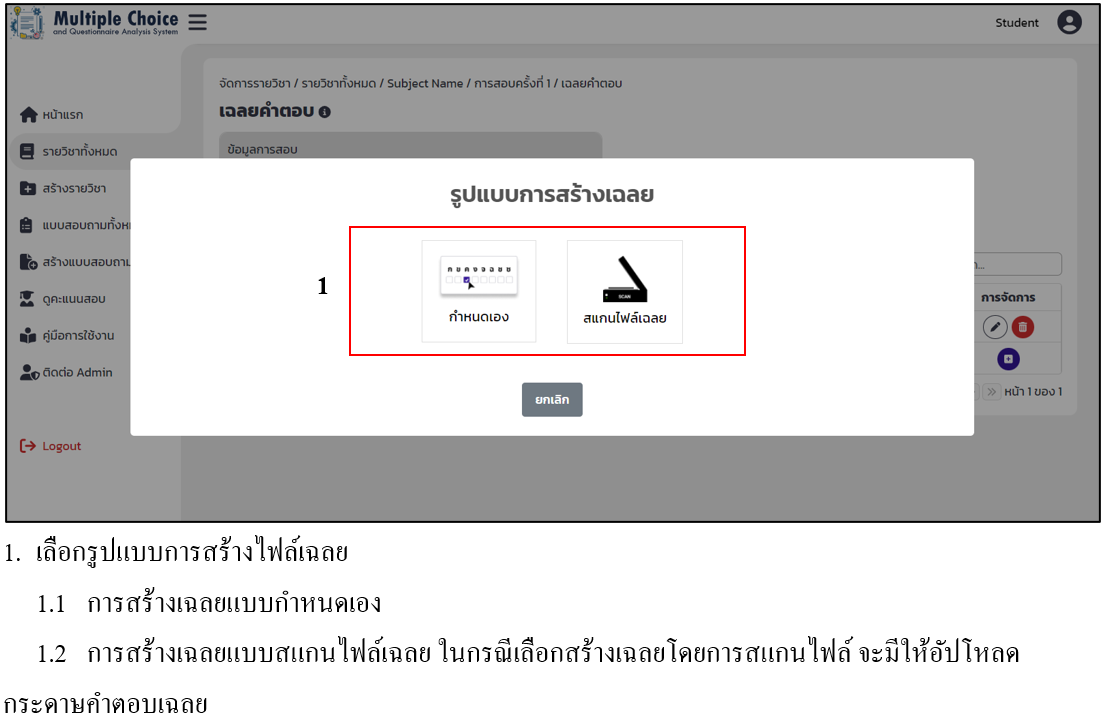 Multiple Choice
and Questionnaire Analysis System
Student
จัดการรายวิชา / รายวิชาทั้งหมด / Subject Name / การสอบครั้งที่ 1 / เฉลยคำตอบ
เฉลยคำตอบ
ข้อมูลการสอบ
หน้าแรก
รายวิชาทั้งหมด
สร้างรายวิชา
แบบสอบถามทั้งห
สร้างแบบสอบถาม
ดูคะแนนสอบ
คู่มือการใช้งาน
ติดต่อ Admin
Logout
รูปแบบการสร้างเฉลย
1
ก ข ค ง จ ฉ ช ซ
กำหนดเอง
SCAN
สแกนไฟล์เฉลย
ยกเลิก
การจัดการ
หน้า 1 ของ 1
1. เลือกรูปแบบการสร้างไฟล์เฉลย
1.1 การสร้างเฉลยแบบกำหนดเอง
1.2 การสร้างเฉลยแบบสแกนไฟล์เฉลย ในกรณีเลือกสร้างเฉลยโดยการสแกนไฟล์ จะมีให้อัปโหลด
กระดาษคำตอบเฉลย